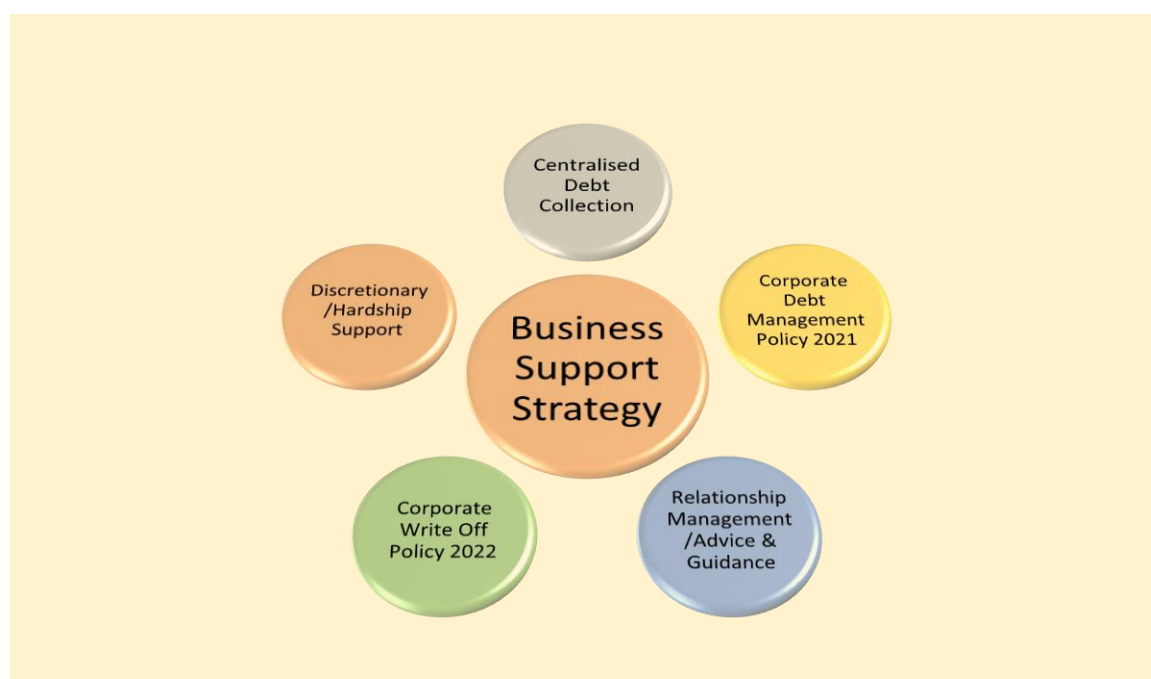 Centralised
Debt
Collection
Discretionary
/Hardship
Support
Corporate
Debt
Management
Policy 2021
Business
Support
Strategy
Corporate
Write Off
Policy 2022
Relationship
Management
/Advice &
Guidance